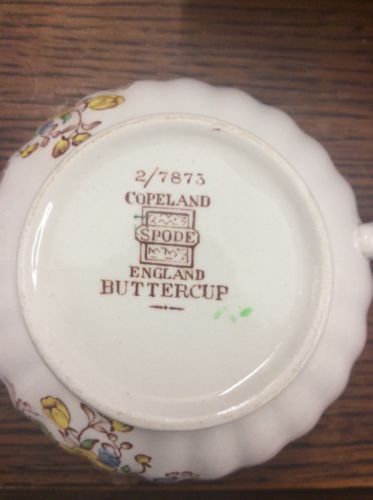 2/7873
COPELAND
SPODE
ENGLAND
BUTTERCUP